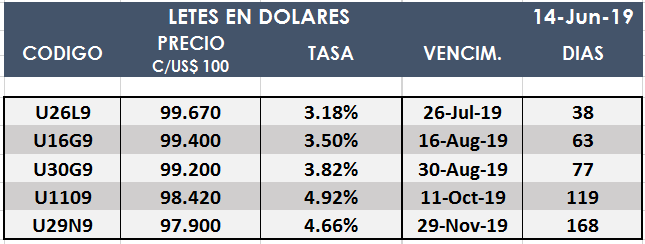 LETES EN DOLARES 14-Jun-19
CODIGO PRECIO C/US$ 100 TASA VENCIM. DIAS
U26L9 99.670 3.18% 26-Jul-19 38
U16G9 99.400 3.50% 16-Aug-19 63
U30G9 99.200 3.82% 30-Aug-19 77
U1109 98.420 4.92% 11-Oct-19 119
U29N9 97.900 4.66% 29-Nov-19 168